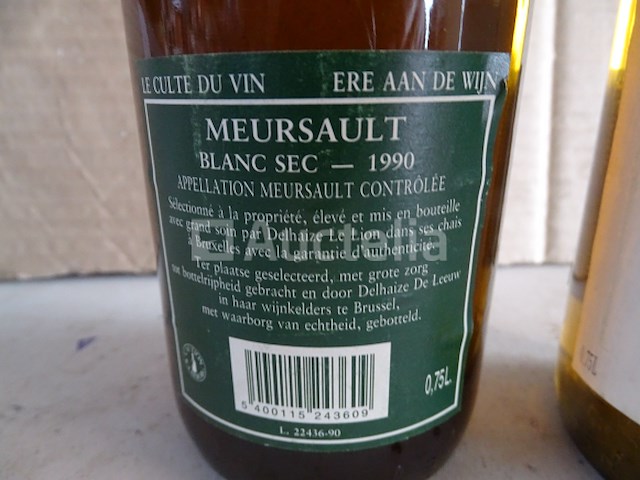 LE CULTE DU VIN ERE AAN DE WIJN
MEURSAULT
BLANC SEC — 1990
APPELLATION MEURSAULT CONTRÔLÉE
Sélectionné à la propriété, élevé et mis en bouteille
avec grand soin par Delhaize Le Lion dans ses chais
à Bruxelles avec la garantie d'authenticité.
Ter plaatse geselecteerd, met grote zorg
tot bottelrijpheid gebracht en door Delhaize De Leeuw
in haar wijnkelders te Brussel,
met waarborg van echtheid, gebotteld.
Auctelia
0,75L.
5 400115 243609
L. 22436-90
0,75L